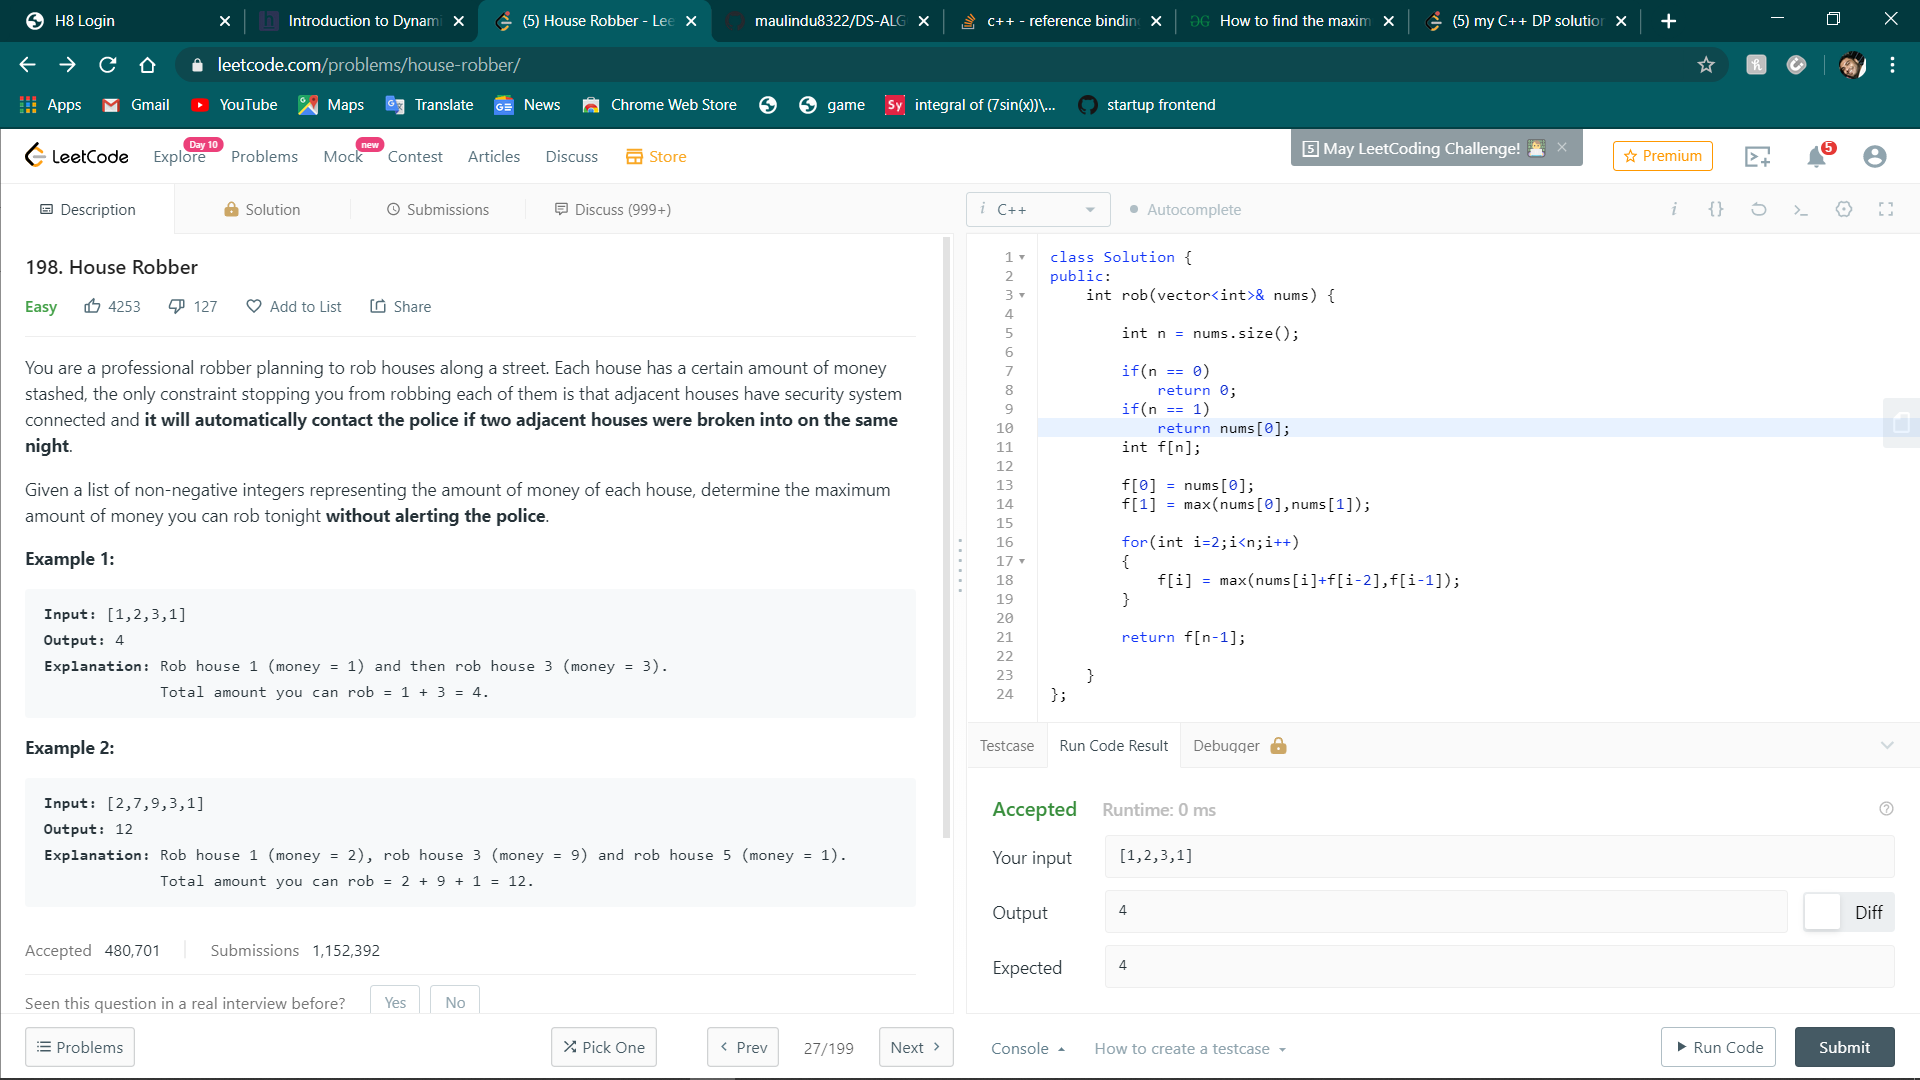 H8 Login
Introduction to Dynami
(5) House Robber - Lee
maulindu8322/DS-ALG
c++ - reference bindin
How to find the maxim
(5) my C++ DP solution
leetcode.com/problems/house-robber/
Apps
Gmail
YouTube
Maps
Translate
News
Chrome Web Store
game
Sy
integral of (7sin(x))\...
startup frontend
LeetCode
Explore
Day 10
Problems
Mock
new
Contest
Articles
Discuss
Store
5 May LeetCoding Challenge!
Premium
5
Description
Solution
Submissions
Discuss (999+)
i C++
Autocomplete
198. House Robber
Easy
4253
127
Add to List
Share
You are a professional robber planning to rob houses along a street. Each house has a certain amount of money
stashed, the only constraint stopping you from robbing each of them is that adjacent houses have security system
connected and it will automatically contact the police if two adjacent houses were broken into on the same
night.
Given a list of non-negative integers representing the amount of money of each house, determine the maximum
amount of money you can rob tonight without alerting the police.
Example 1:
Input: [1,2,3,1]
Output: 4
Explanation: Rob house 1 (money = 1) and then rob house 3 (money = 3).
Total amount you can rob = 1 + 3 = 4.
Example 2:
Input: [2,7,9,3,1]
Output: 12
Explanation: Rob house 1 (money = 2), rob house 3 (money = 9) and rob house 5 (money = 1).
Total amount you can rob = 2 + 9 + 1 = 12.
Accepted 480,701
Submissions 1,152,392
Seen this question in a real interview before?
Yes
No
Problems
Pick One
Prev
27/199
Next
1 class Solution {
2 public:
3 int rob(vector<int>& nums) {
4
5 int n = nums.size();
6
7 if(n == 0)
8 return 0;
9 if(n == 1)
10 return nums[0];
11 int f[n];
12
13 f[0] = nums[0];
14 f[1] = max(nums[0],nums[1]);
15
16 for(int i=2;i<n;i++)
17 {
18 f[i] = max(nums[i]+f[i-2],f[i-1]);
19 }
20
21 return f[n-1];
22
23 }
24 };
Testcase
Run Code Result
Debugger
Accepted
Runtime: 0 ms
Your input
[1,2,3,1]
Output
4
Diff
Expected
4
Console
How to create a testcase
Run Code
Submit